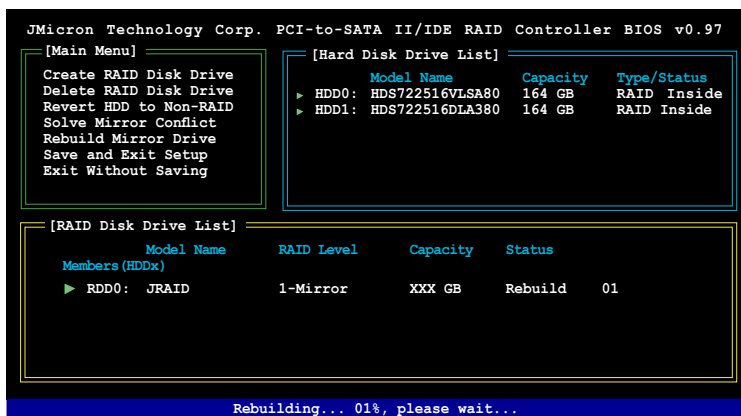 JMicron Technology Corp. PCI-to-SATA II/IDE RAID Controller BIOS v0.97
[Main Menu]
Create RAID Disk Drive
Delete RAID Disk Drive
Revert HDD to Non-RAID
Solve Mirror Conflict
Rebuild Mirror Drive
Save and Exit Setup
Exit Without Saving
[Hard Disk Drive List]
Model Name Capacity Type/Status
HDD0: HDS722516VLSA80 164 GB RAID Inside
HDD1: HDS722516DLA380 164 GB RAID Inside
[RAID Disk Drive List]
Model Name RAID Level Capacity Status
Members(HDDx)
RDD0: JRAID 1-Mirror XXX GB Rebuild 01
Rebuilding... 01%, please wait...